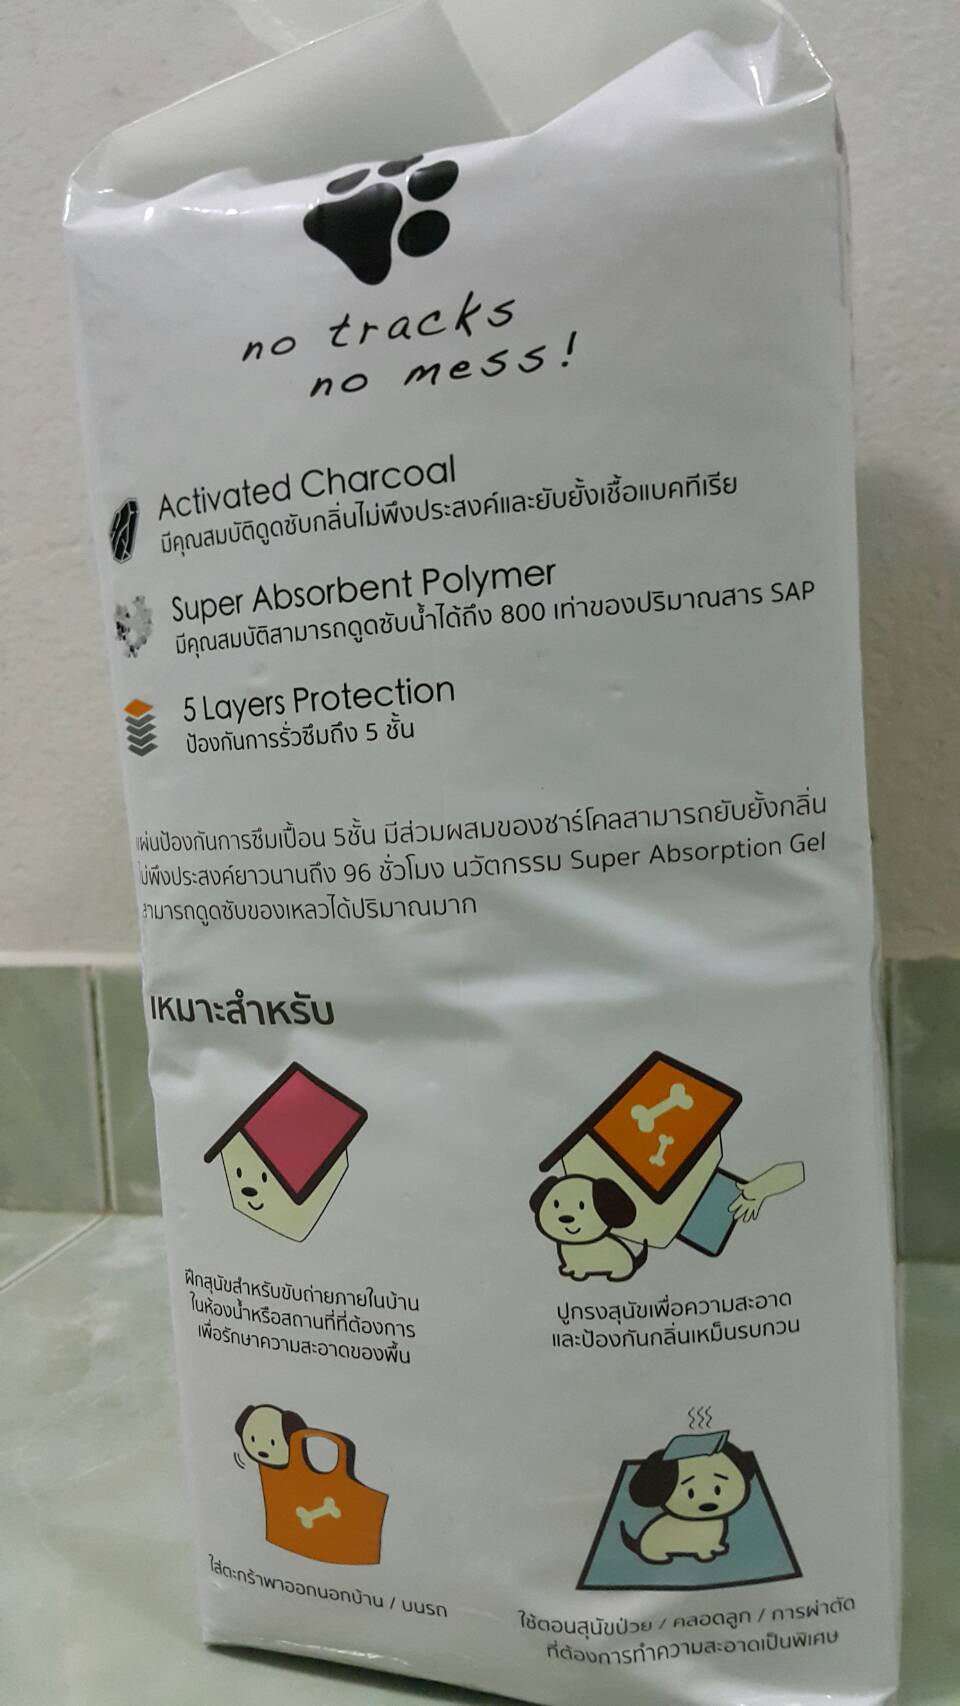 no tracks
no mess!
Activated Charcoal
มีคุณสมบัติดูดซับกลิ่นไม่พึงประสงค์และยับยั้งเชื้อแบคทีเรีย
Super Absorbent Polymer
มีคุณสมบัติสามารถดูดซับน้ำได้ถึง 800 เท่าของปริมาณสาร SAP
5 Layers Protection
ป้องกันการรั่วซึมถึง 5 ชั้น
แผ่นป้องกันการซึมเปื้อน 5ชั้น มีส่วนผสมของชาร์โคลสามารถยับยั้งกลิ่น
ไม่พึงประสงค์ยาวนานถึง 96 ชั่วโมง นวัตกรรม Super Absorption Gel
สามารถดูดซับของเหลวได้ปริมาณมาก
เหมาะสำหรับ
ฝึกสุนัขสำหรับขับถ่ายภายในบ้าน
ในห้องน้ำหรือสถานที่ที่ต้องการ
เพื่อรักษาความสะอาดของพื้น
ปูกรงสุนัขเพื่อความสะอาด
และป้องกันกลิ่นเหม็นรบกวน
ใส่ตะกร้าพาออกนอกบ้าน / บนรถ
ใช้ตอนสุนัขป่วย / คลอดลูก / การผ่าตัด
ที่ต้องการทำความสะอาดเป็นพิเศษ